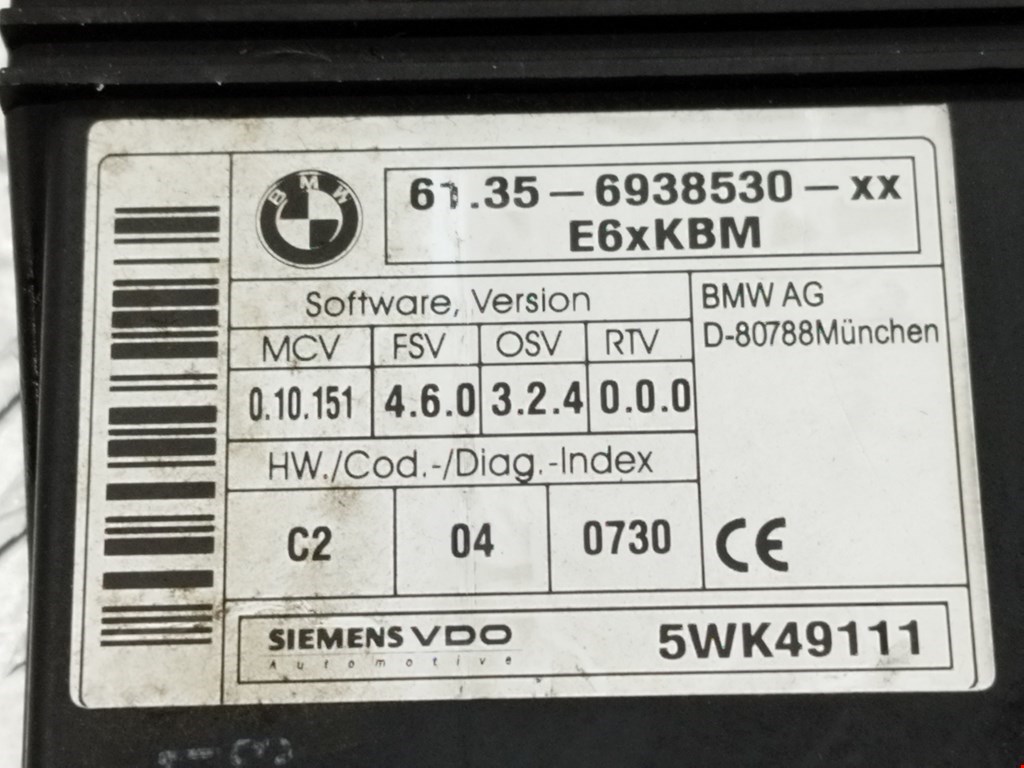 BMW
61.35 - 6938530 - xx
E6xKBM
Software, Version
MCV FSV OSV RTV
0.10.151 4.6.0 3.2.4 0.0.0
BMW AG
D-80788München
HW./Cod.-/Diag.-Index
C2 04 0730
CE
SIEMENS VDO
Automotive
5WK49111